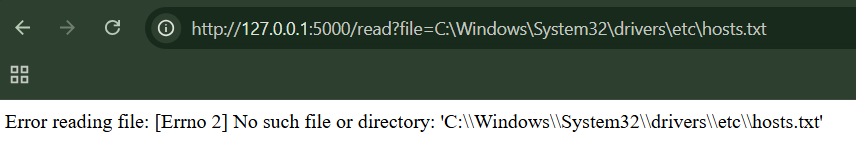 http://127.0.0.1:5000/read?file=C:\Windows\System32\drivers\etc\hosts.txt
Error reading file: [Errno 2] No such file or directory: 'C:\\Windows\\System32\\drivers\\etc\\hosts.txt'